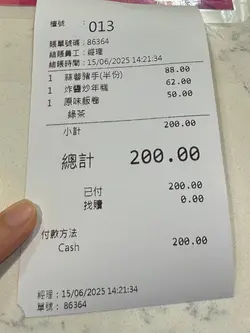 檯號 : 013
賬單號碼 : 86364
結賬員工 : 經理
結賬時間 : 15/06/2025 14:21:34
1 蒜蓉豬手(半份) 88.00
1 炸醬炒年糕 62.00
1 原味飯卷 50.00
綠茶
小計 200.00
總計 200.00
已付 200.00
找贖 0.00
付款方法
Cash 200.00
經理 : 15/06/2025 14:21:34
單號 : 86364